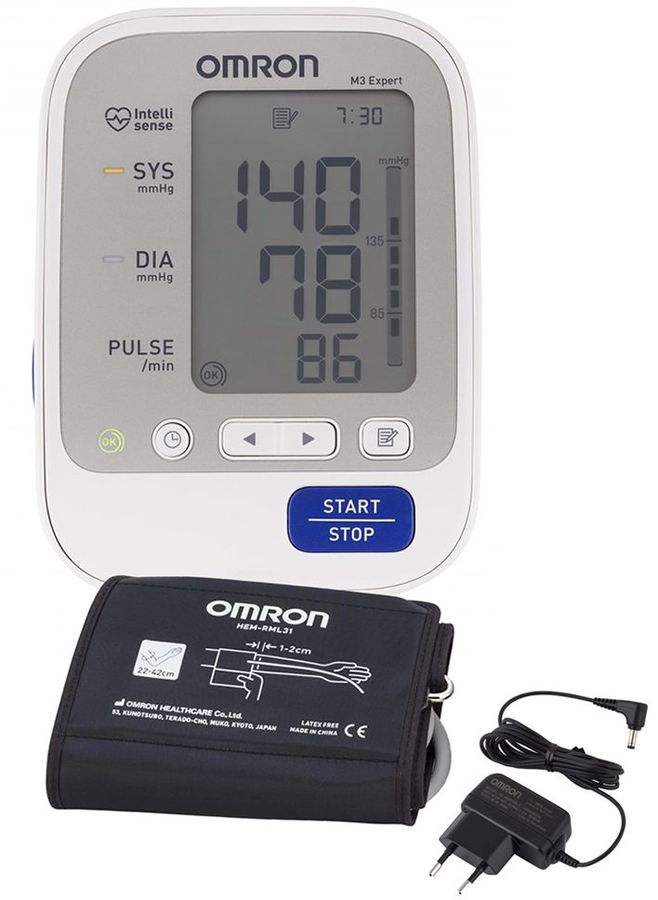 OMRON
M3 Expert
Intelli
sense
7:30
SYS
mmHg
140
mmHg
135
DIA
mmHg
78
85
PULSE
/min
86
OK
OK
START
STOP
OMRON
HEM-RML31
1-2cm
22-42cm
OMRON HEALTHCARE Co., Ltd.
53, KUNOTSUBO, TERADO-CHO, MUKO, KYOTO, JAPAN
LATEX FREE
MADE IN CHINA
CE
OMRON